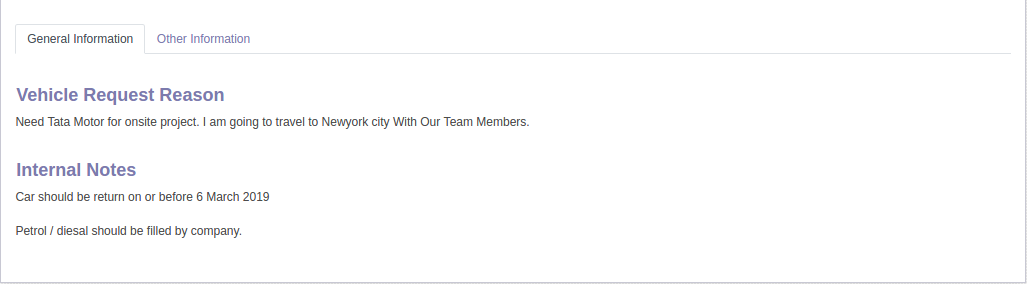 General Information Other Information
Vehicle Request Reason
Need Tata Motor for onsite project. I am going to travel to Newyork city With Our Team Members.
Internal Notes
Car should be return on or before 6 March 2019
Petrol / diesal should be filled by company.